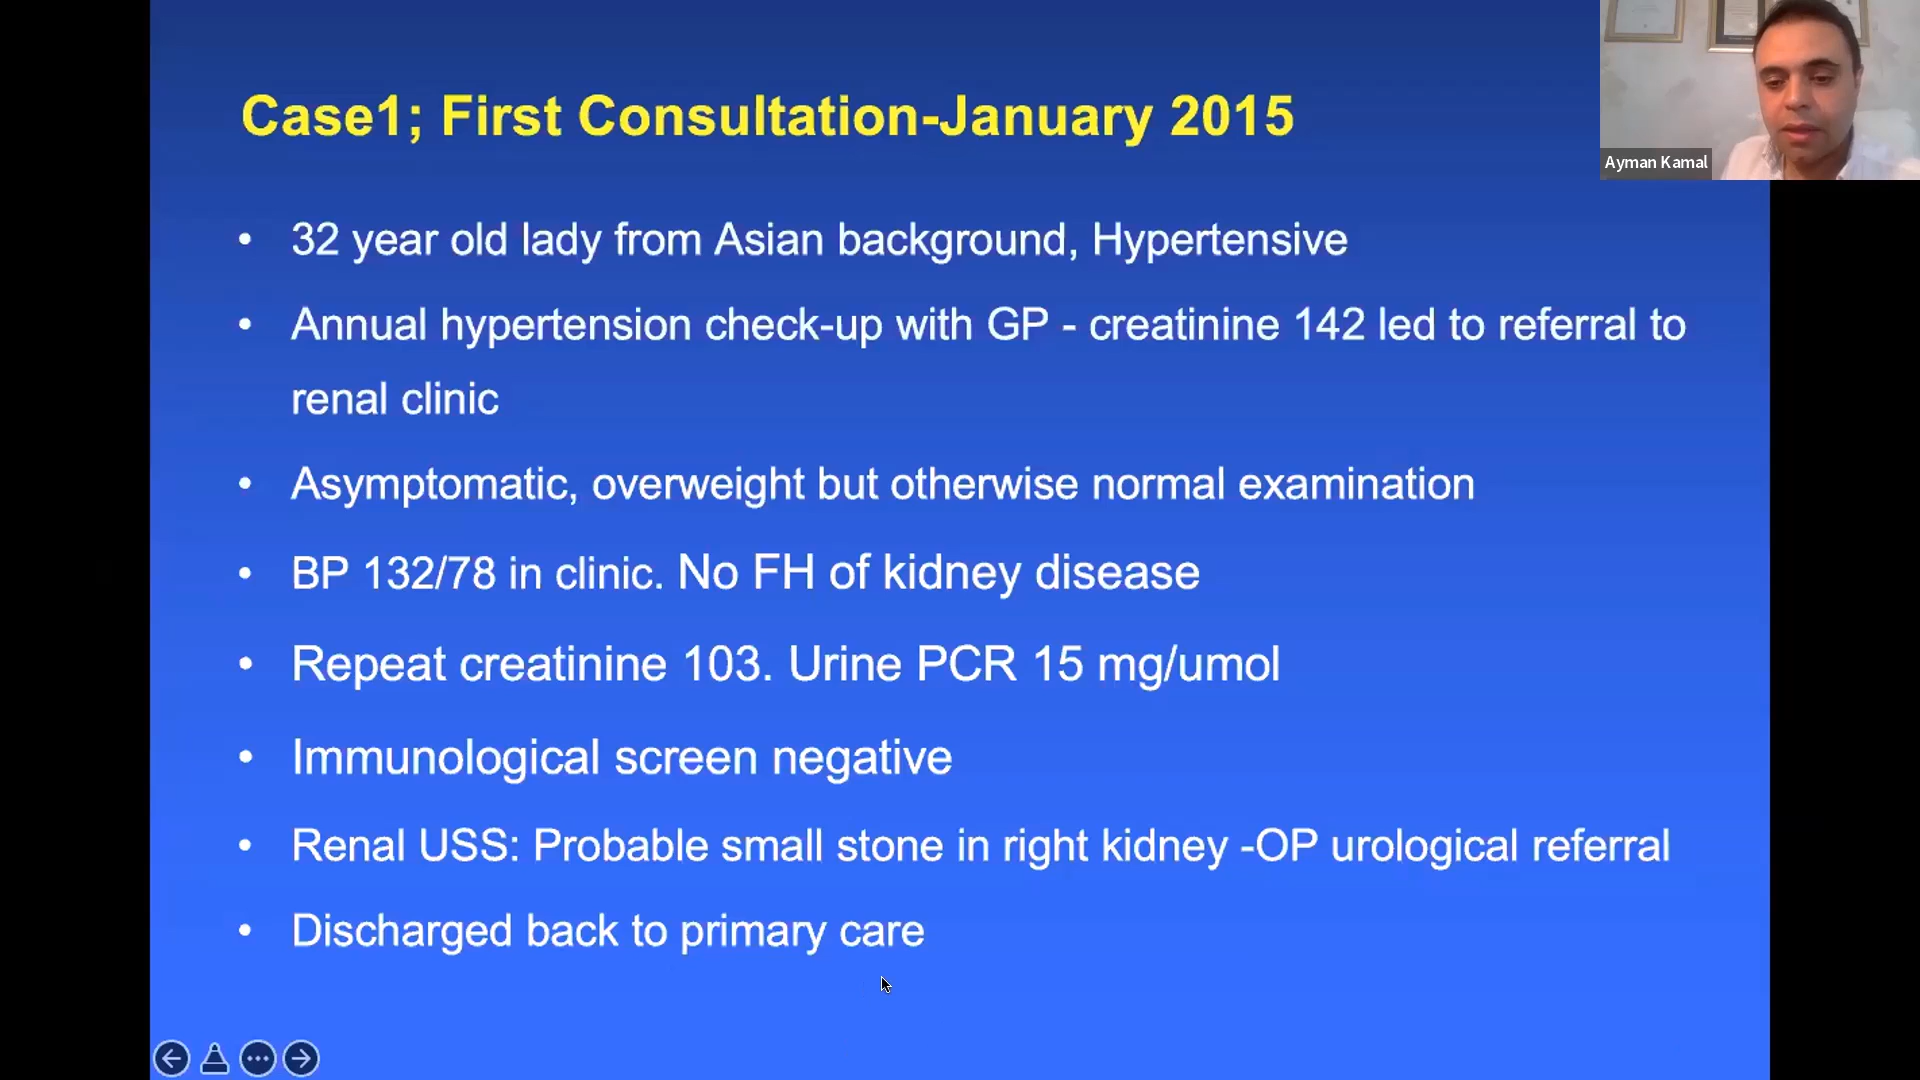 Case1; First Consultation-January 2015
Ayman Kamal
• 32 year old lady from Asian background, Hypertensive
• Annual hypertension check-up with GP - creatinine 142 led to referral to
renal clinic
• Asymptomatic, overweight but otherwise normal examination
• BP 132/78 in clinic. No FH of kidney disease
• Repeat creatinine 103. Urine PCR 15 mg/umol
• Immunological screen negative
• Renal USS: Probable small stone in right kidney -OP urological referral
• Discharged back to primary care